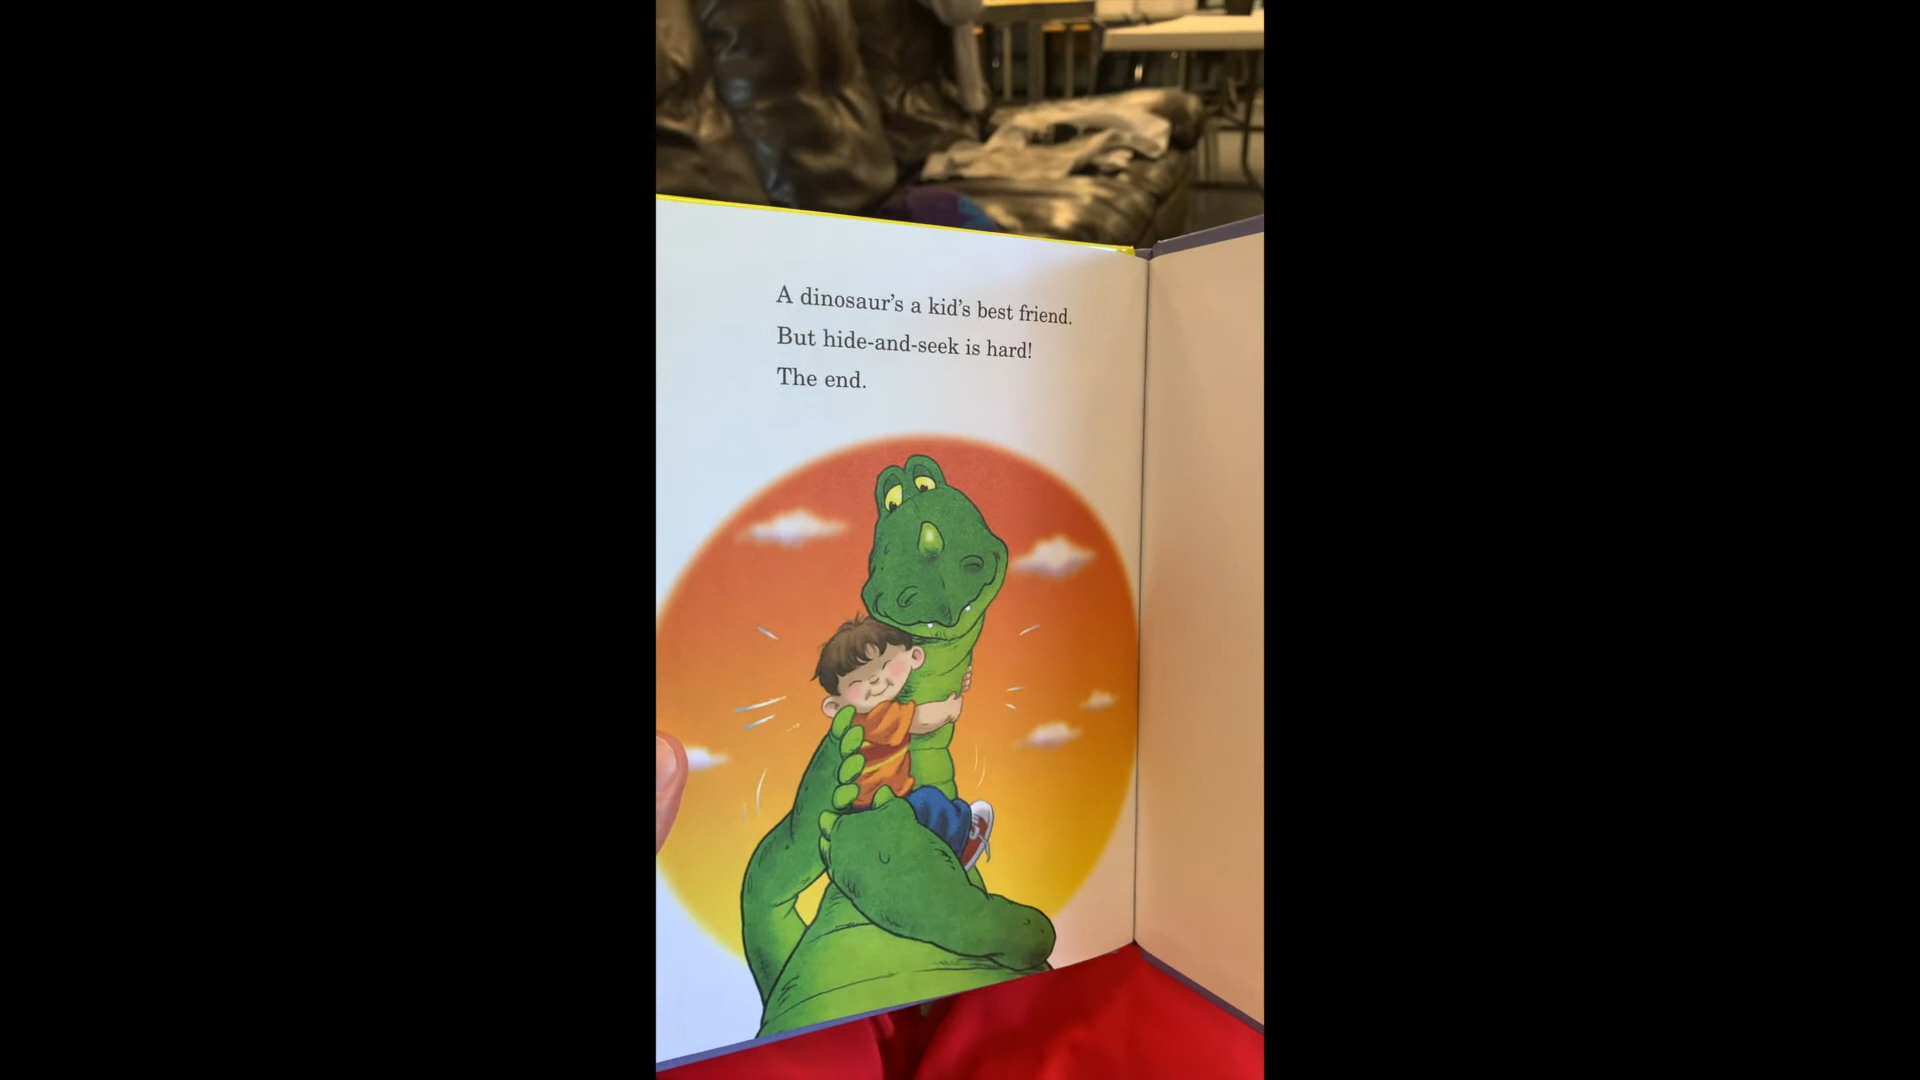 A dinosaur's a kid's best friend.
But hide-and-seek is hard!
The end.